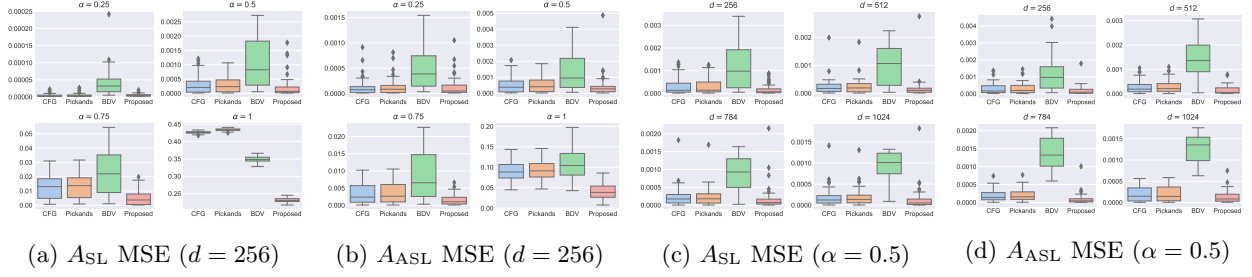 α = 0.25
α = 0.5
0.00025
0.00020
0.00015
0.00010
0.00005
0.00000
CFG Pickands BDV Proposed
0.0025
0.0020
0.0015
0.0010
0.0005
0.0000
CFG Pickands BDV Proposed
α = 0.75
α = 1
0.05
0.04
0.03
0.02
0.01
0.00
CFG Pickands BDV Proposed
0.45
0.35
0.25
CFG Pickands BDV Proposed
(a) A_SL MSE (d = 256)
α = 0.25
α = 0.5
0.0015
0.0010
0.0005
0.0000
CFG Pickands BDV Proposed
0.005
0.004
0.003
0.002
0.001
0.000
CFG Pickands BDV Proposed
α = 0.75
α = 1
0.020
0.015
0.010
0.005
0.000
CFG Pickands BDV Proposed
0.20
0.15
0.10
0.05
0.00
CFG Pickands BDV Proposed
(b) A_ASL MSE (d = 256)
d = 256
d = 512
0.003
0.002
0.001
0.000
CFG Pickands BDV Proposed
0.003
0.002
0.001
0.000
CFG Pickands BDV Proposed
d = 784
d = 1024
0.0020
0.0015
0.0010
0.0005
0.0000
CFG Pickands BDV Proposed
0.002
0.001
0.000
CFG Pickands BDV Proposed
(c) A_SL MSE (α = 0.5)
d = 256
d = 512
0.004
0.003
0.002
0.001
0.000
CFG Pickands BDV Proposed
0.003
0.002
0.001
0.000
CFG Pickands BDV Proposed
d = 784
d = 1024
0.0020
0.0015
0.0010
0.0005
0.0000
CFG Pickands BDV Proposed
0.0015
0.0010
0.0005
0.0000
CFG Pickands BDV Proposed
(d) A_ASL MSE (α = 0.5)